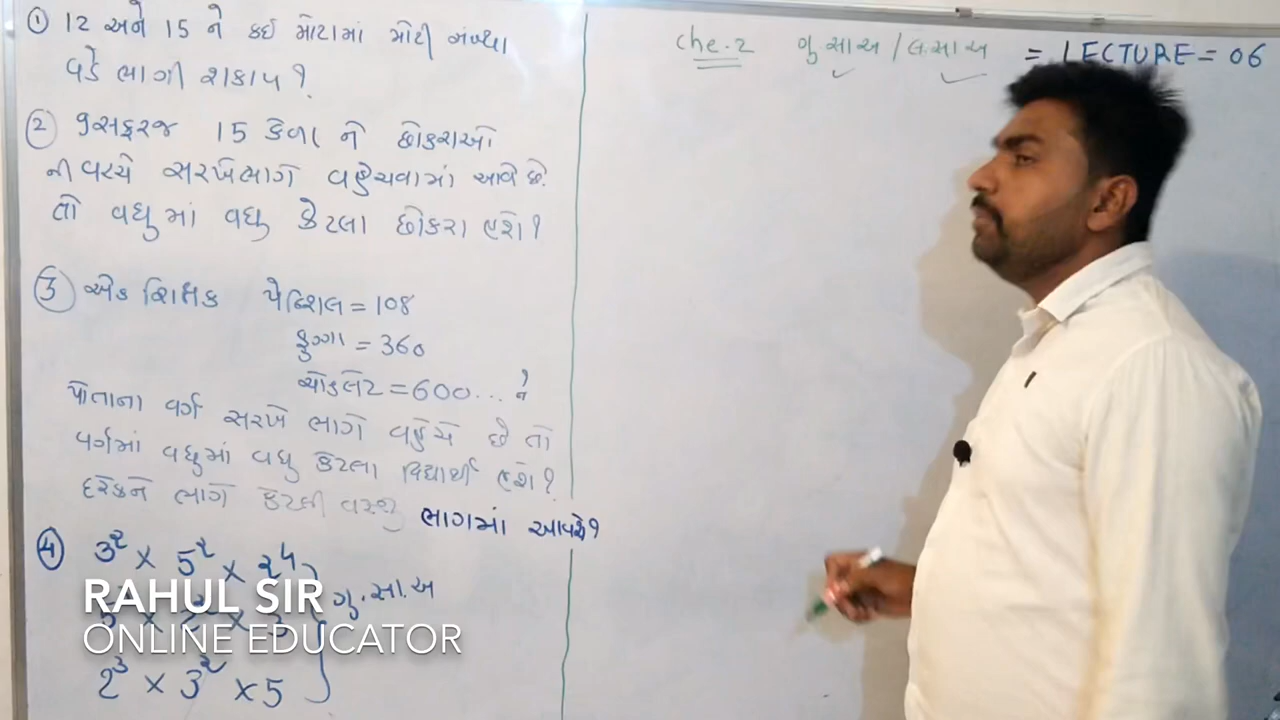 ① 12 અને 15 ને કઈ મોટામાં મોટી સંખ્યા
વડે ભાગી શકાય?
② 9 સફરજ 15 કેળા ને છોકરાઓ
ની વચ્ચે સરખેભાગે વહેચવામાં આવે છે.
તો વધુમાં વધુ કેટલા છોકરા હશે?
③ એક શિક્ષક પેન્શિલ = 108
ફુગ્ગા = 360
ચોકલેટ = 600... ને
પોતાના વર્ગ સરખે ભાગે વહેચે છે તો
વર્ગમાં વધુમાં વધુ કેટલા વિદ્યાર્થી હશે?
દરેકને ભાગે કેટલી વસ્તુ ભાગમાં આવશે?
④ 3² × 5² × 2⁴
ગુ.સા.અ
2³ × 3² × 5
Che.2 ગુ.સા.અ / લ.સા.અ = LECTURE = 06
RAHUL SIR
ONLINE EDUCATOR